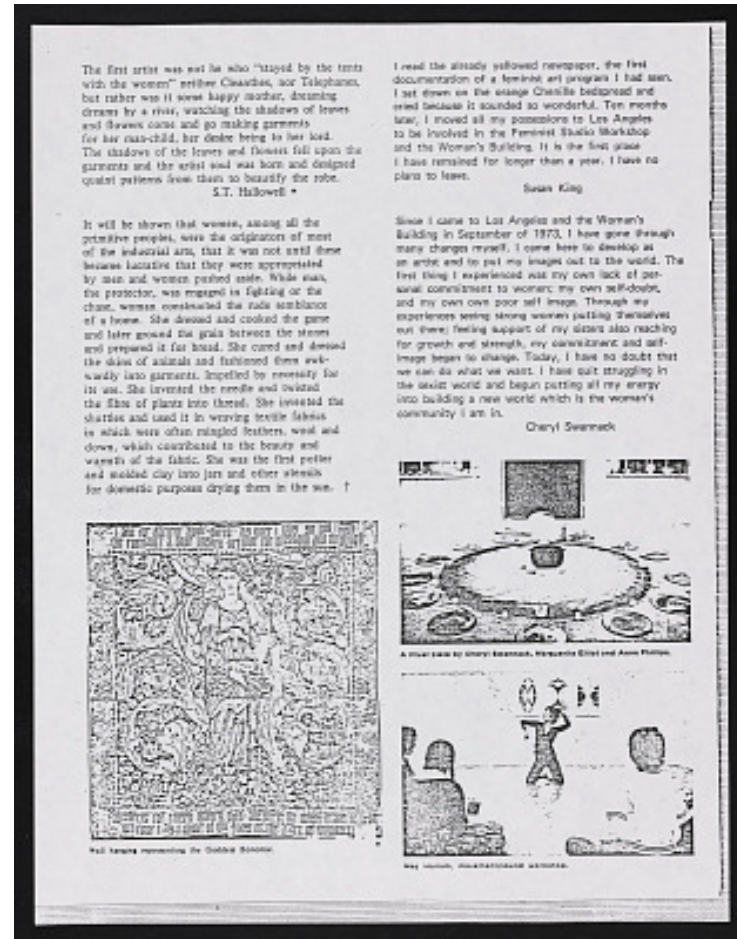 The first artist was not he who "stayed by the tents
with the women" neither Cleanthes, nor Telephanes,
but rather was it some happy mother, dreaming
dreams by a river, watching the shadows of leaves
and flowers come and go making garments
for her man-child, her desire being to her lord.
The shadows of the leaves and flowers fell upon the
garments and the artist soul was born and designed
quaint patterns from them to beautify the robe.
S.T. Hallowell *
It will be shown that women, among all the
primitive peoples, were the originators of most
of the industrial arts, that it was not until these
became lucrative that they were appropriated
by men and women pushed aside. While man,
the protector, was engaged in fighting or the
chase, woman constructed the rude semblance
of a home. She dressed and cooked the game
and later ground the grain between the stones
and prepared it for bread. She cured and dressed
the skins of animals and fashioned them awk-
wardly into garments. Impelled by necessity for
its use. She invented the needle and twisted
the fibre of plants into thread. She invented the
shuttles and used it in weaving textile fabrics
in which were often mingled feathers, wool and
down, which contributed to the beauty and
warmth of the fabric. She was the first potter
and molded clay into jars and other utensils
for domestic purposes drying them in the sun. †
Wall hanging representing the Goddess
I read the already yellowed newspaper, the first
documentation of a feminist art program I had seen.
I set down on the orange Chenille bedspread and
cried because it sounded so wonderful. Ten months
later, I moved all my possessions to Los Angeles
to be involved in the Feminist Studio Workshop
and the Woman's Building. It is the first place
I have remained for longer than a year. I have no
plans to leave.
Susan King
Since I came to Los Angeles and the Woman's
Building in September of 1973, I have gone through
many changes myself. I came here to develop as
an artist and to put my images out to the world. The
first thing I experienced was my own lack of per-
sonal commitment to women; my own self-doubt,
and my own own poor self image. Through my
experiences seeing strong women putting themselves
out there; feeling support of my sisters also reaching
for growth and strength, my commitment and self-
image began to change. Today, I have no doubt that
we can do what we want. I have quit struggling in
the sexist world and begun putting all my energy
into building a new world which is the woman's
community I am in.
Cheryl Swannack
A ritual piece by Cheryl Swannack, Marguerite Elliot and Anne Phillips.
workshop.